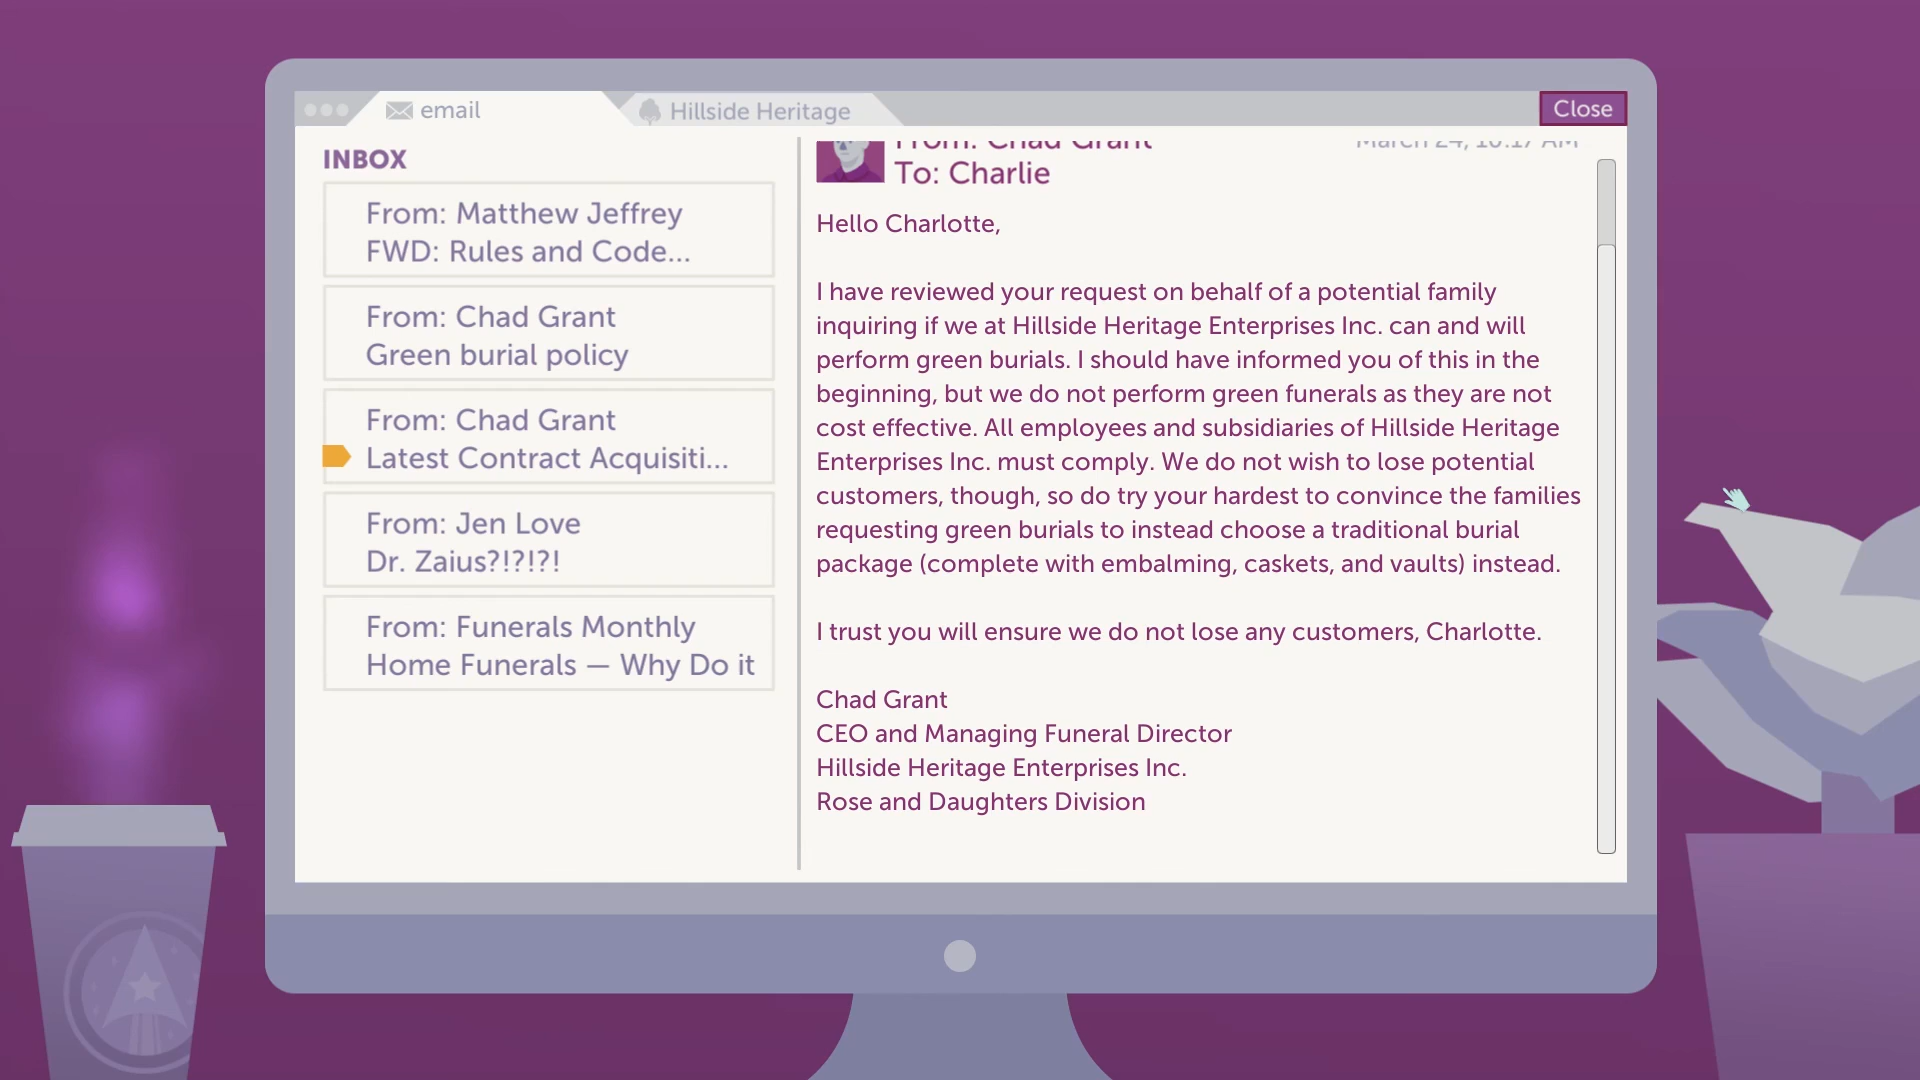 email
Hillside Heritage
Close
INBOX
From: Matthew Jeffrey
FWD: Rules and Code...
From: Chad Grant
Green burial policy
From: Chad Grant
Latest Contract Acquisiti...
From: Jen Love
Dr. Zaius?!?!?!
From: Funerals Monthly
Home Funerals — Why Do it
From: Chad Grant
March 24, 10:17 AM
To: Charlie
Hello Charlotte,
I have reviewed your request on behalf of a potential family
inquiring if we at Hillside Heritage Enterprises Inc. can and will
perform green burials. I should have informed you of this in the
beginning, but we do not perform green funerals as they are not
cost effective. All employees and subsidiaries of Hillside Heritage
Enterprises Inc. must comply. We do not wish to lose potential
customers, though, so do try your hardest to convince the families
requesting green burials to instead choose a traditional burial
package (complete with embalming, caskets, and vaults) instead.
I trust you will ensure we do not lose any customers, Charlotte.
Chad Grant
CEO and Managing Funeral Director
Hillside Heritage Enterprises Inc.
Rose and Daughters Division